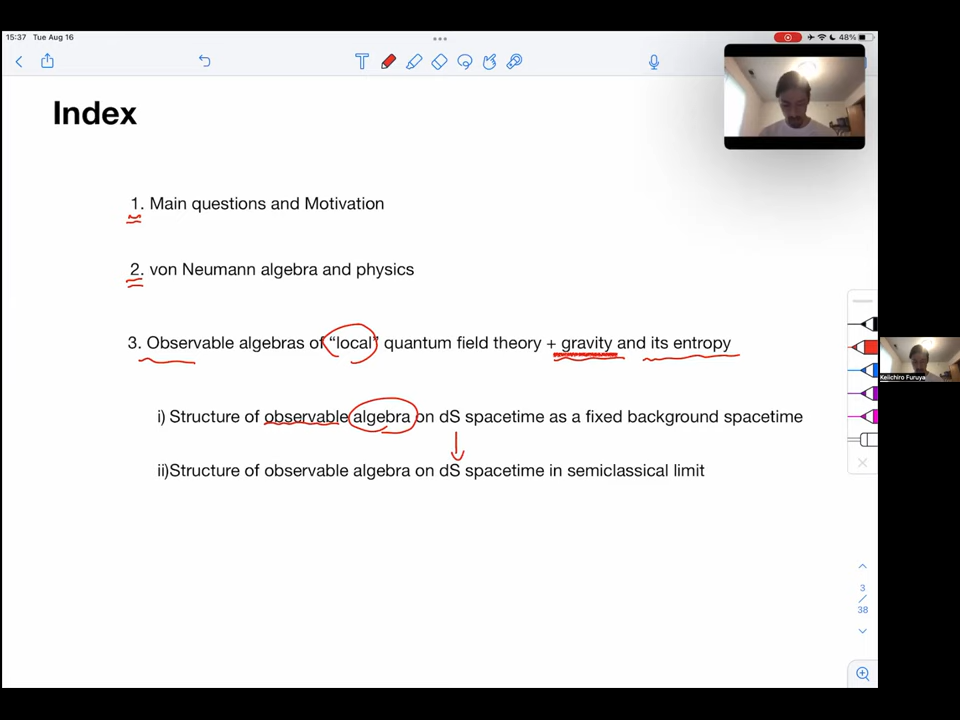 15:37 Tue Aug 16
48%
Index
1. Main questions and Motivation
2. von Neumann algebra and physics
3. Observable algebras of “local” quantum field theory + gravity and its entropy
i) Structure of observable algebra on dS spacetime as a fixed background spacetime
ii)Structure of observable algebra on dS spacetime in semiclassical limit
Keiichiro Furuya
3
/
38